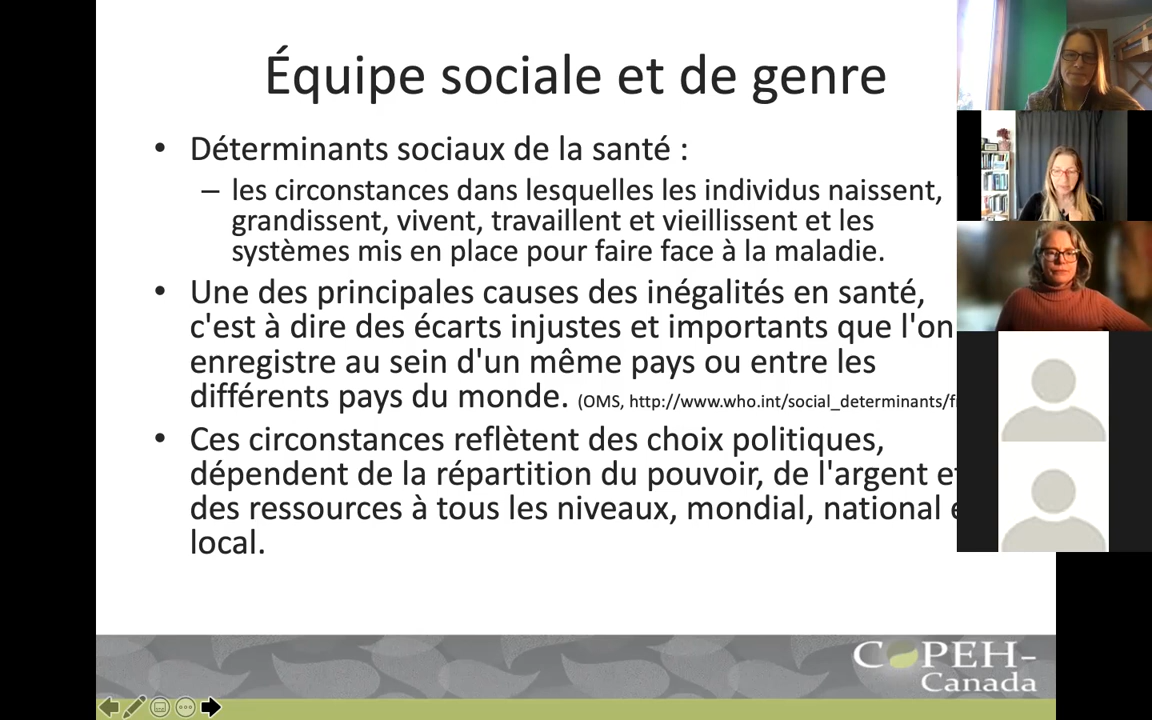 Équipe sociale et de genre
• Déterminants sociaux de la santé :
– les circonstances dans lesquelles les individus naissent,
grandissent, vivent, travaillent et vieillissent et les
systèmes mis en place pour faire face à la maladie.
• Une des principales causes des inégalités en santé,
c'est à dire des écarts injustes et importants que l'on
enregistre au sein d'un même pays ou entre les
différents pays du monde. (OMS, http://www.who.int/social_determinants/f
• Ces circonstances reflètent des choix politiques,
dépendent de la répartition du pouvoir, de l'argent et
des ressources à tous les niveaux, mondial, national
local.
COPEH-
Canada